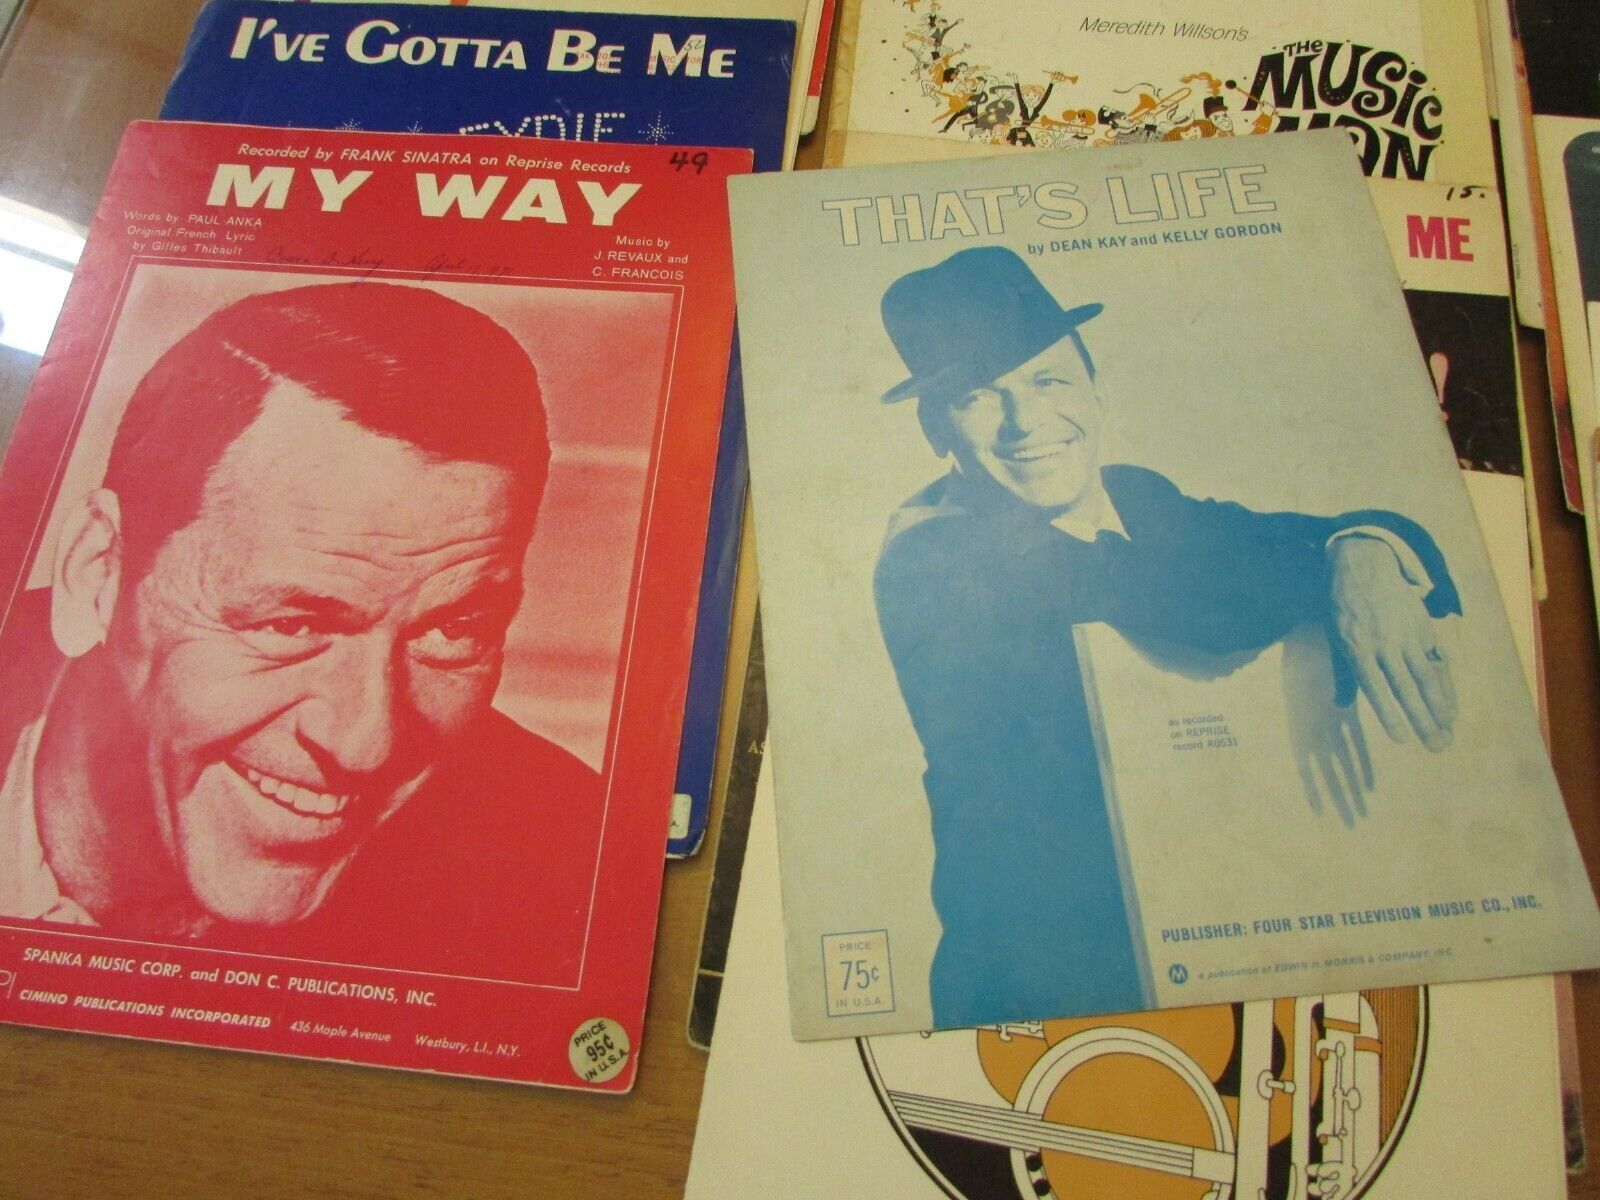 I'VE GOTTA BE ME
52
EYDIE
Recorded by FRANK SINATRA on Reprise Records
49
MY WAY
Words by PAUL ANKA
Original French Lyric
by Gilles Thibault
Music by
J. REVAUX and
C. FRANCOIS
SPANKA MUSIC CORP. and DON C. PUBLICATIONS, INC.
CIMINO PUBLICATIONS INCORPORATED 436 Maple Avenue Westbury, L.I., N.Y.
PRICE
95¢
IN U.S.A.
Meredith Willson's
THE
MUSIC
MAN
15.
ME
!
THAT'S LIFE
by DEAN KAY and KELLY GORDON
as recorded
on REPRISE
record #0531
PUBLISHER: FOUR STAR TELEVISION MUSIC CO., INC.
M a publication of EDWIN H. MORRIS & COMPANY, INC.
PRICE
75¢
IN U.S.A.
AS